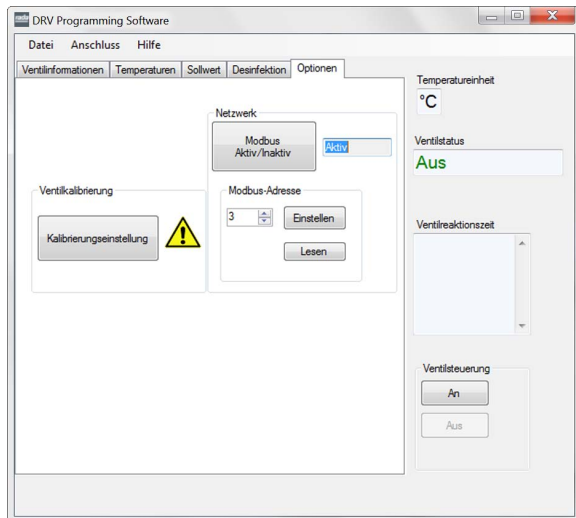 rada DRV Programming Software
Datei Anschluss Hilfe
Ventilinformationen Temperaturen Sollwert Desinfektion Optionen
Netzwerk
Modbus
Aktiv/Inaktiv
Aktiv
Ventilkalibrierung
Kalibrierungseinstellung
Modbus-Adresse
3
Einstellen
Lesen
Temperatureinheit
°C
Ventilstatus
Aus
Ventilreaktionszeit
Ventilsteuerung
An
Aus